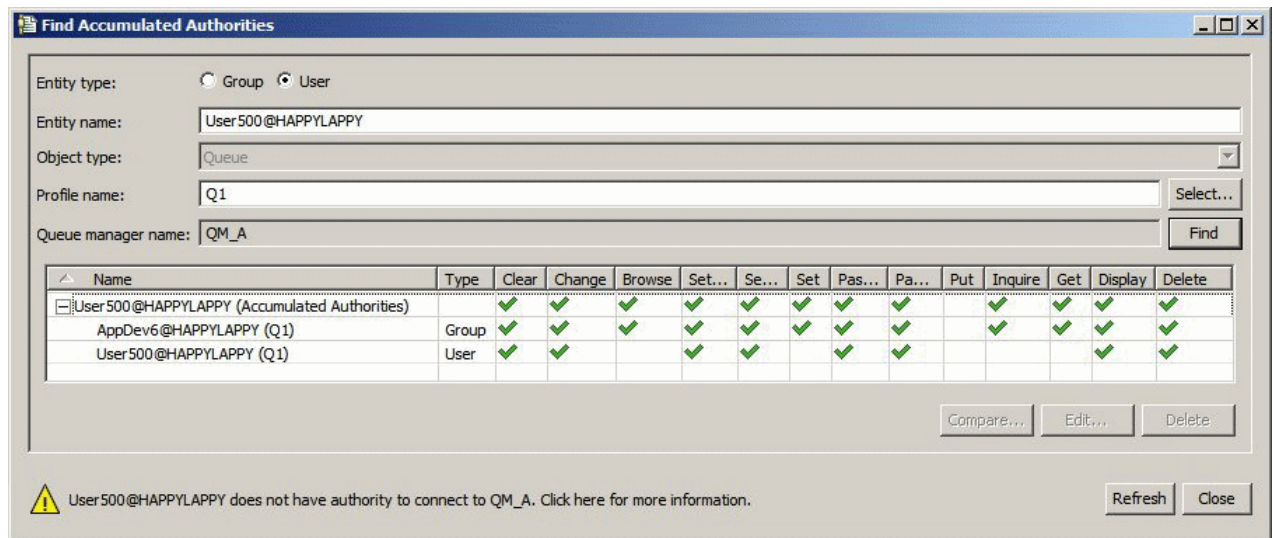 Find Accumulated Authorities
Entity type: Group User
Entity name: User500@HAPPYLAPPY
Object type: Queue
Profile name: Q1 Select...
Queue manager name: QM_A Find
Name Type Clear Change Browse Set... Se... Set Pas... Pa... Put Inquire Get Display Delete
User500@HAPPYLAPPY (Accumulated Authorities)
AppDev6@HAPPYLAPPY (Q1) Group
User500@HAPPYLAPPY (Q1) User
Compare... Edit... Delete
User500@HAPPYLAPPY does not have authority to connect to QM_A. Click here for more information. Refresh Close